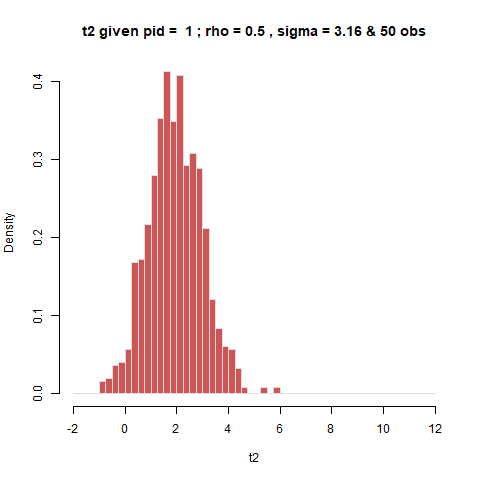 t2 given pid =  1 ; rho = 0.5 , sigma = 3.16 & 50 obs
Density
0.4
0.3
0.2
0.1
0.0
-2 0 2 4 6 8 10 12
t2